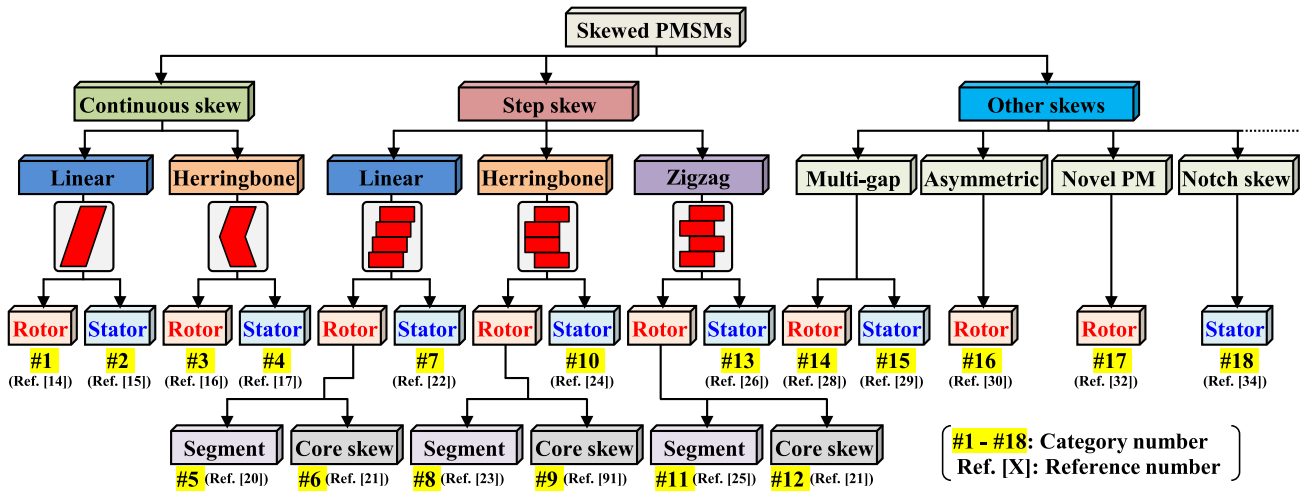 Skewed PMSMs
Continuous skew
Step skew
Other skews
Linear
Herringbone
Linear
Herringbone
Zigzag
Multi-gap
Asymmetric
Novel PM
Notch skew
Rotor
Stator
Rotor
Stator
Rotor
Stator
Rotor
Stator
Rotor
Stator
Rotor
Stator
Rotor
Rotor
Stator
#1
#2
#3
#4
#7
#10
#13
#14
#15
#16
#17
#18
(Ref. [14])
(Ref. [15])
(Ref. [16])
(Ref. [17])
(Ref. [22])
(Ref. [24])
(Ref. [26])
(Ref. [28])
(Ref. [29])
(Ref. [30])
(Ref. [32])
(Ref. [34])
Segment
Core skew
Segment
Core skew
Segment
Core skew
#5 (Ref. [20])
#6 (Ref. [21])
#8 (Ref. [23])
#9 (Ref. [91])
#11 (Ref. [25])
#12 (Ref. [21])
#1 - #18: Category number
Ref. [X]: Reference number